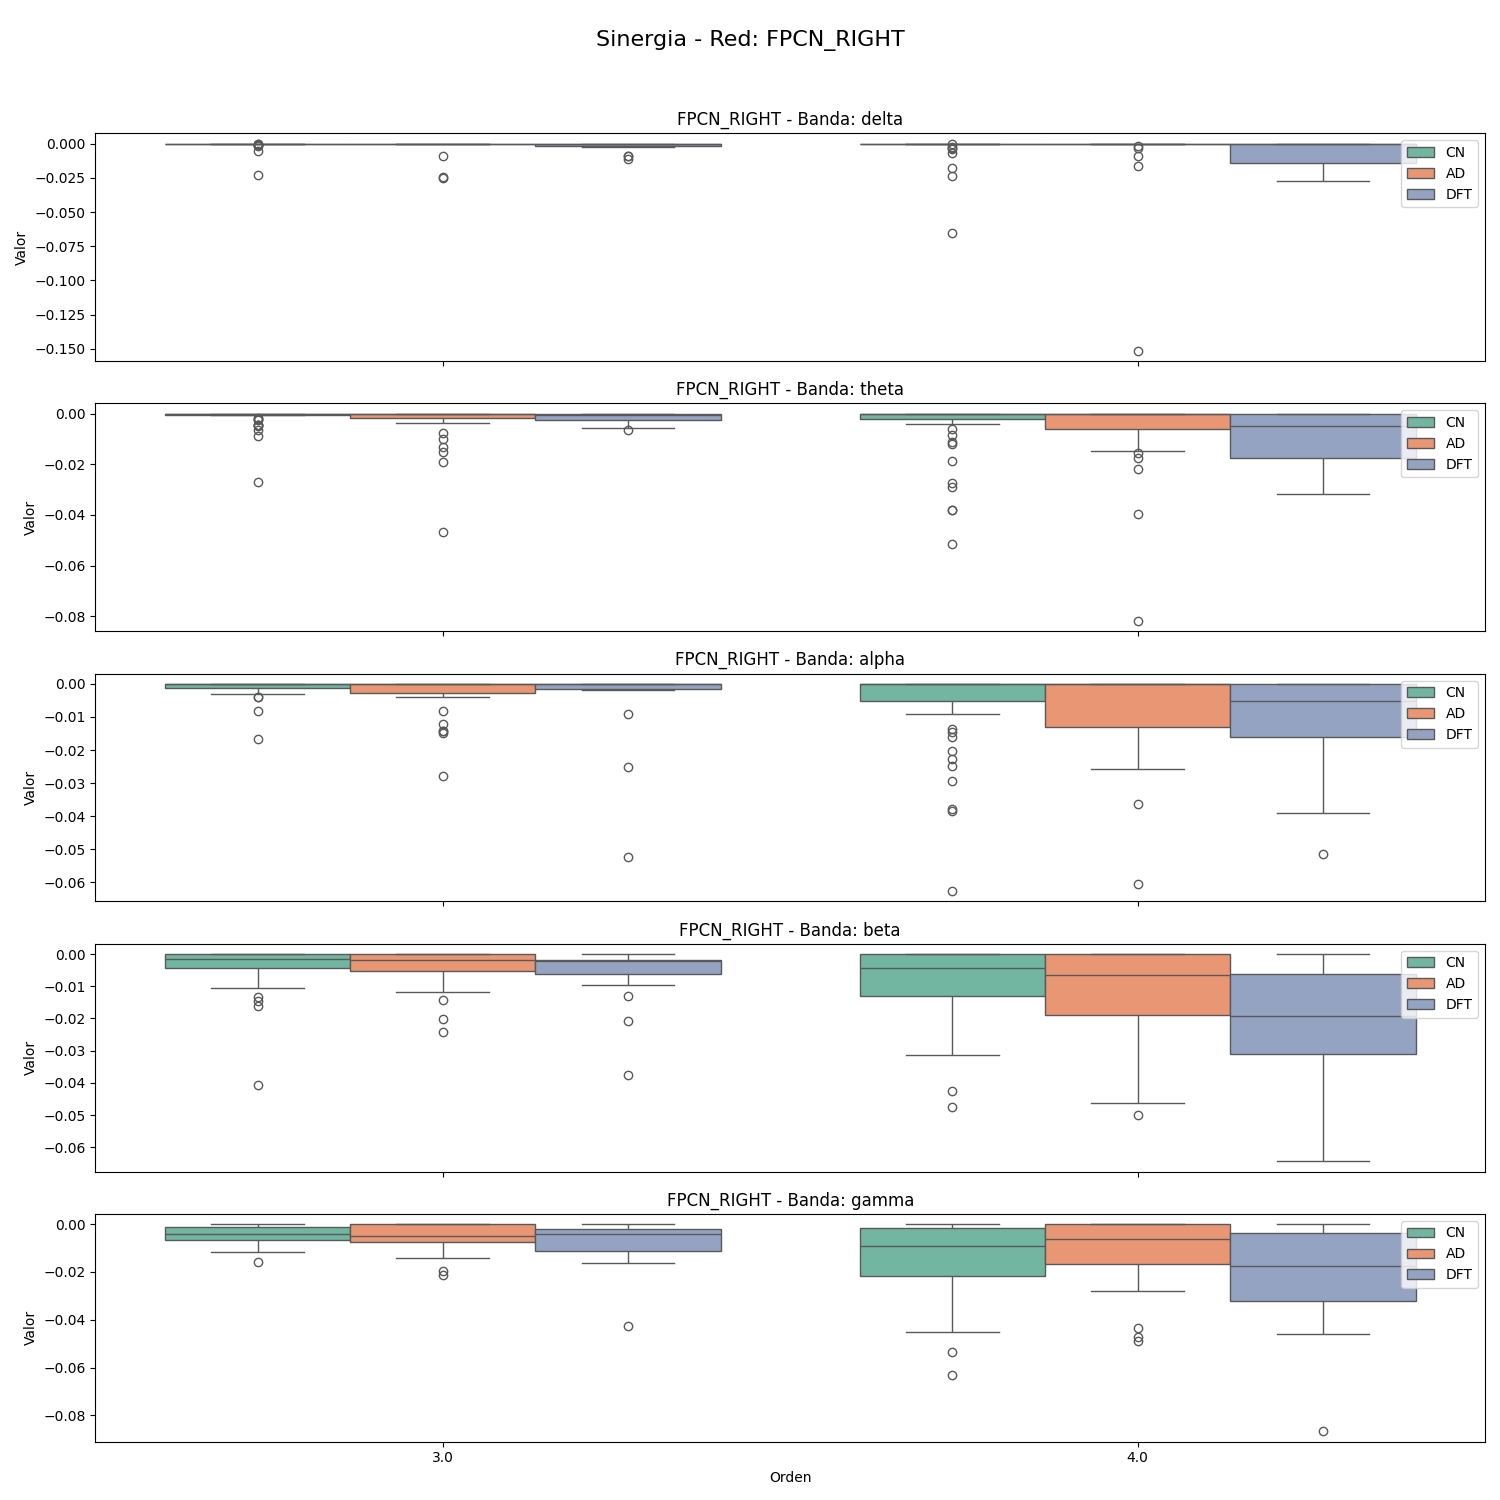 Sinergia - Red: FPCN_RIGHT
FPCN_RIGHT - Banda: delta
0.000
−0.025
−0.050
−0.075
−0.100
−0.125
−0.150
Valor
CN
AD
DFT
FPCN_RIGHT - Banda: theta
0.00
−0.02
−0.04
−0.06
−0.08
Valor
CN
AD
DFT
FPCN_RIGHT - Banda: alpha
0.00
−0.01
−0.02
−0.03
−0.04
−0.05
−0.06
Valor
CN
AD
DFT
FPCN_RIGHT - Banda: beta
0.00
−0.01
−0.02
−0.03
−0.04
−0.05
−0.06
Valor
CN
AD
DFT
FPCN_RIGHT - Banda: gamma
0.00
−0.02
−0.04
−0.06
−0.08
Valor
CN
AD
DFT
3.0
4.0
Orden